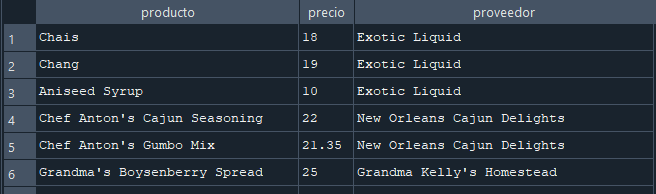 producto precio proveedor
1 Chais 18 Exotic Liquid
2 Chang 19 Exotic Liquid
3 Aniseed Syrup 10 Exotic Liquid
4 Chef Anton's Cajun Seasoning 22 New Orleans Cajun Delights
5 Chef Anton's Gumbo Mix 21.35 New Orleans Cajun Delights
6 Grandma's Boysenberry Spread 25 Grandma Kelly's Homestead